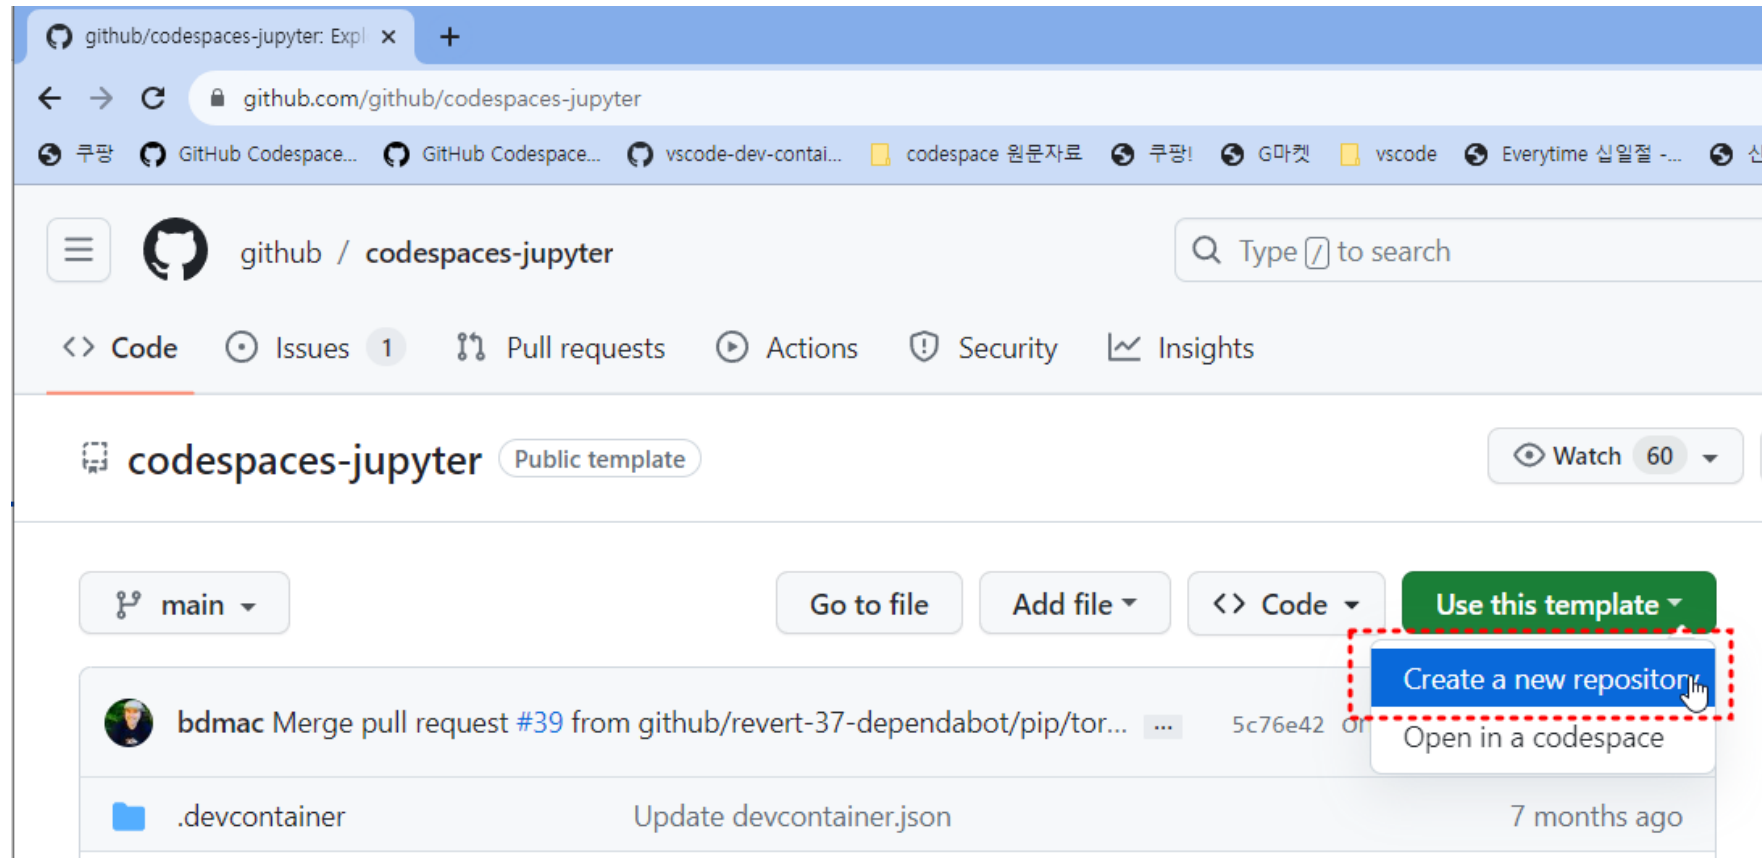 github/codespaces-jupyter: Expl
github.com/github/codespaces-jupyter
쿠팡 GitHub Codespace... GitHub Codespace... vscode-dev-contai... codespace 원문자료 쿠팡! G마켓 vscode Everytime 십일절 -...
github / codespaces-jupyter Type / to search
Code Issues 1 Pull requests Actions Security Insights
codespaces-jupyter Public template Watch 60
main Go to file Add file Code Use this template
Create a new repository
bdmac Merge pull request #39 from github/revert-37-dependabot/pip/tor... ... 5c76e42
Open in a codespace
.devcontainer Update devcontainer.json 7 months ago